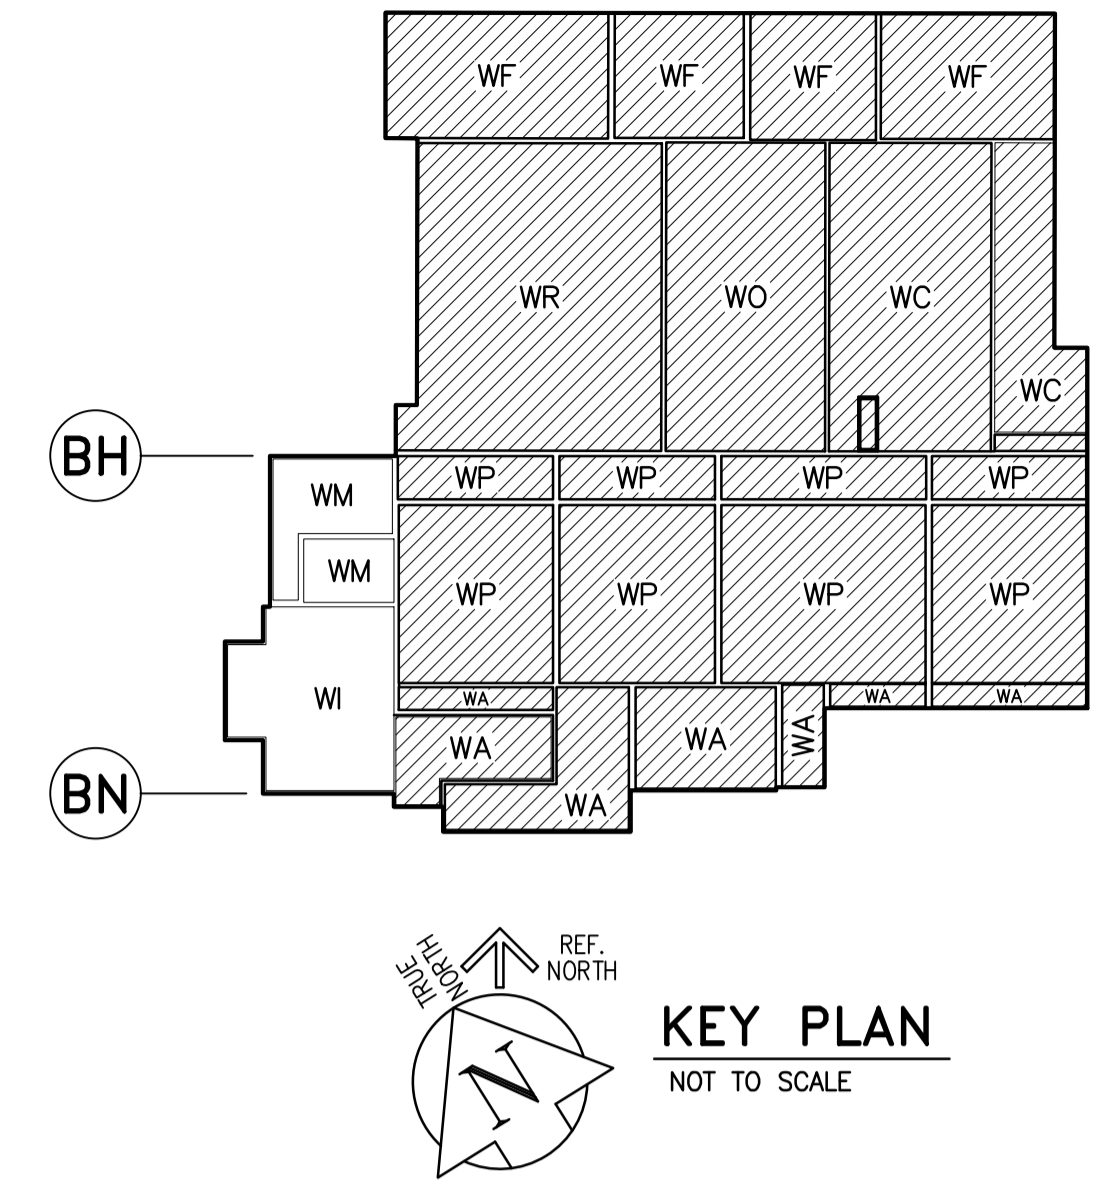 WF WF WF WF
WR WO WC
WC
BH
WP WP WP WP
WM
WM
WP WP WP WP
WI
WA WA WA
WA WA WA
WA
BN
TRUE
NORTH
REF.
NORTH
N
KEY PLAN
NOT TO SCALE